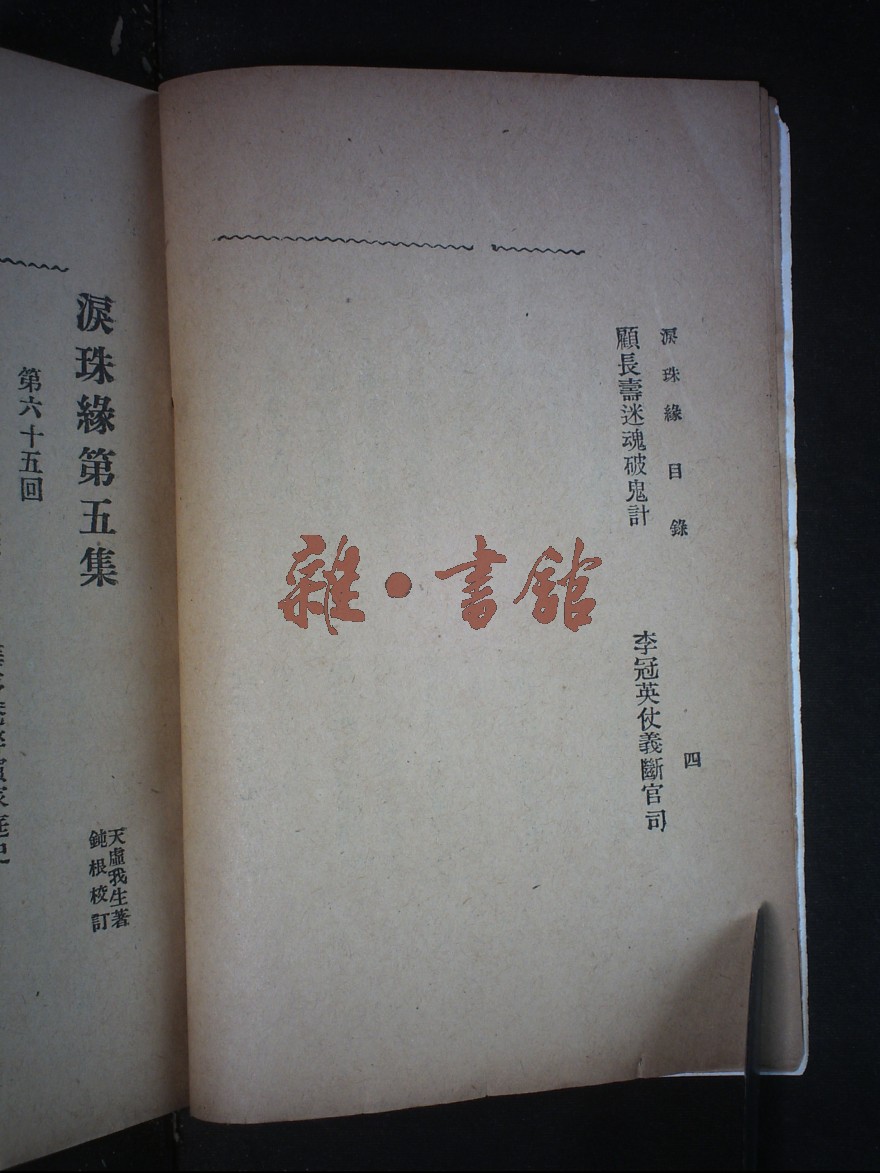 淚珠緣　目錄　四
顧長壽迷魂破鬼計　李冠英仗義斷官司
淚珠緣第五集
天虛我生著
鈍根校訂
第六十五回
雜·書館